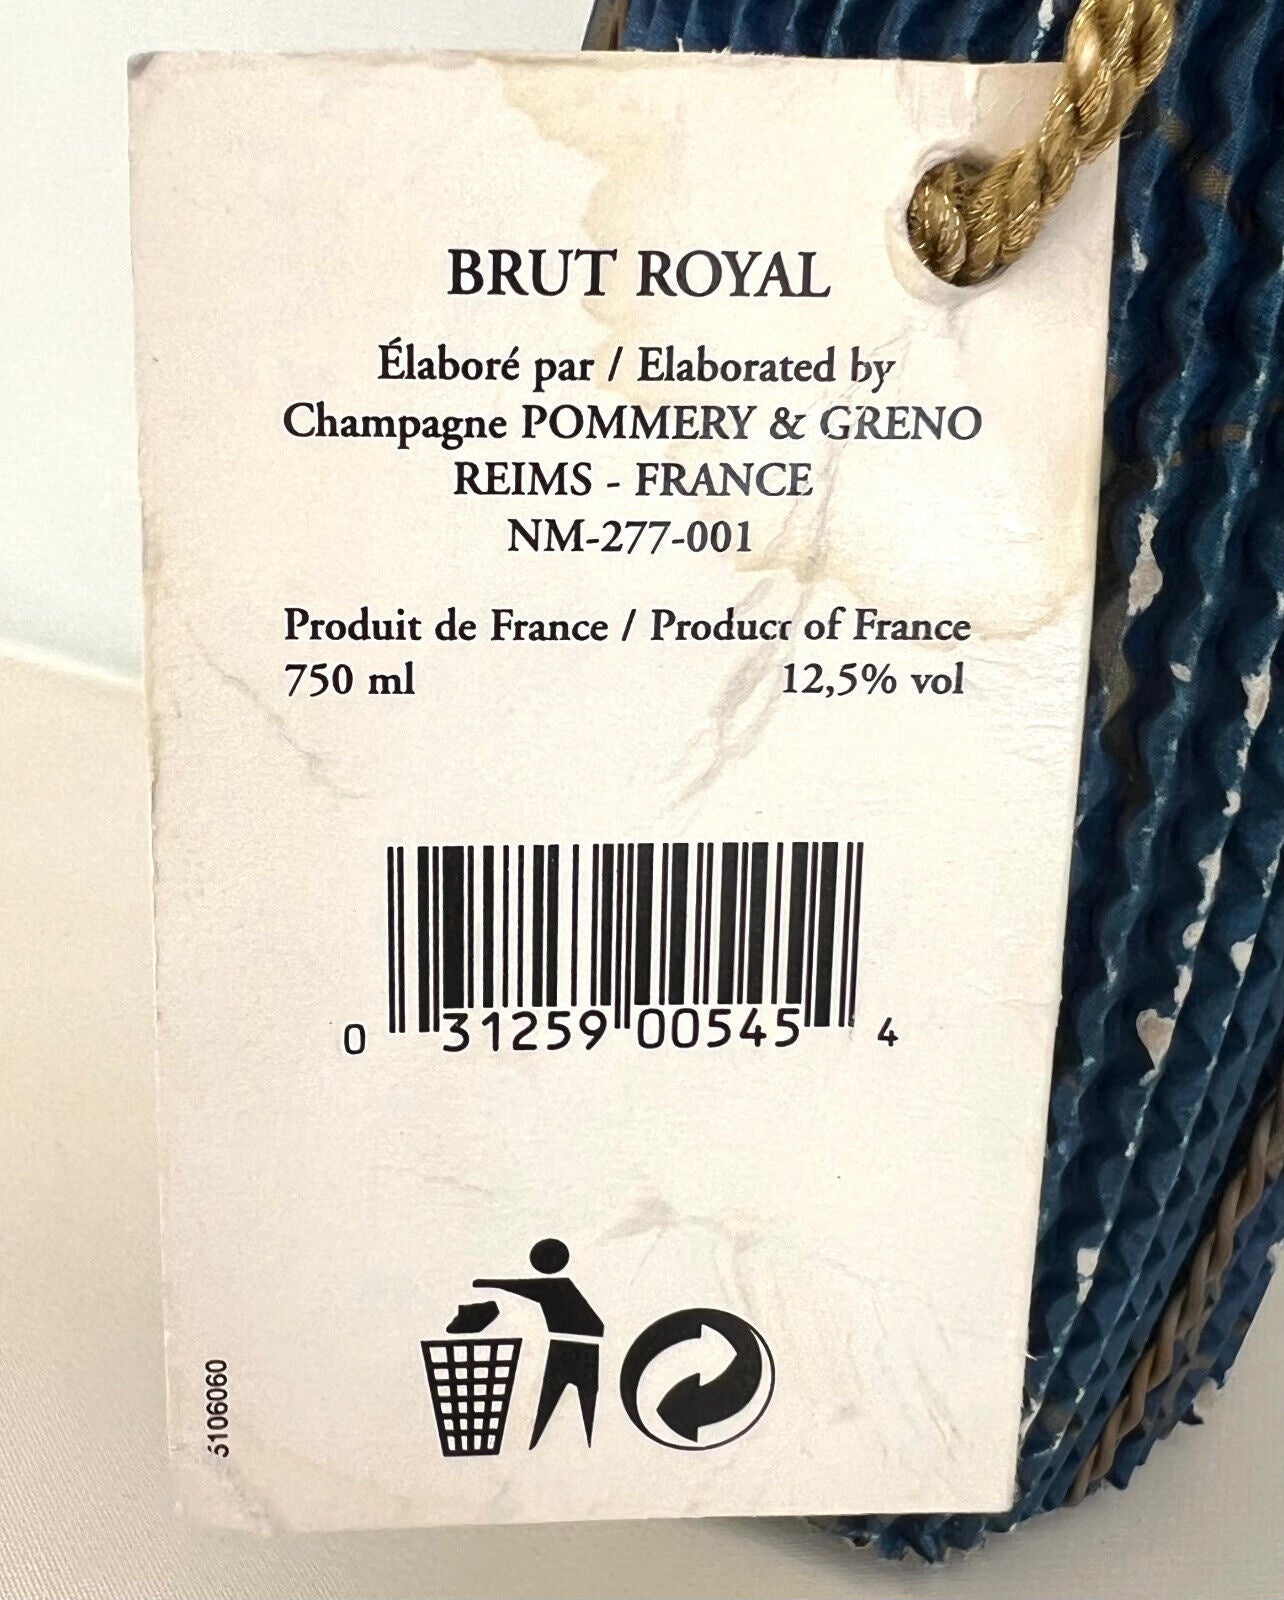 BRUT ROYAL
Élaboré par / Elaborated by
Champagne POMMERY & GRENO
REIMS - FRANCE
NM-277-001
Produit de France / Product of France
750 ml 12,5% vol
0 31259 00545 4
5106060